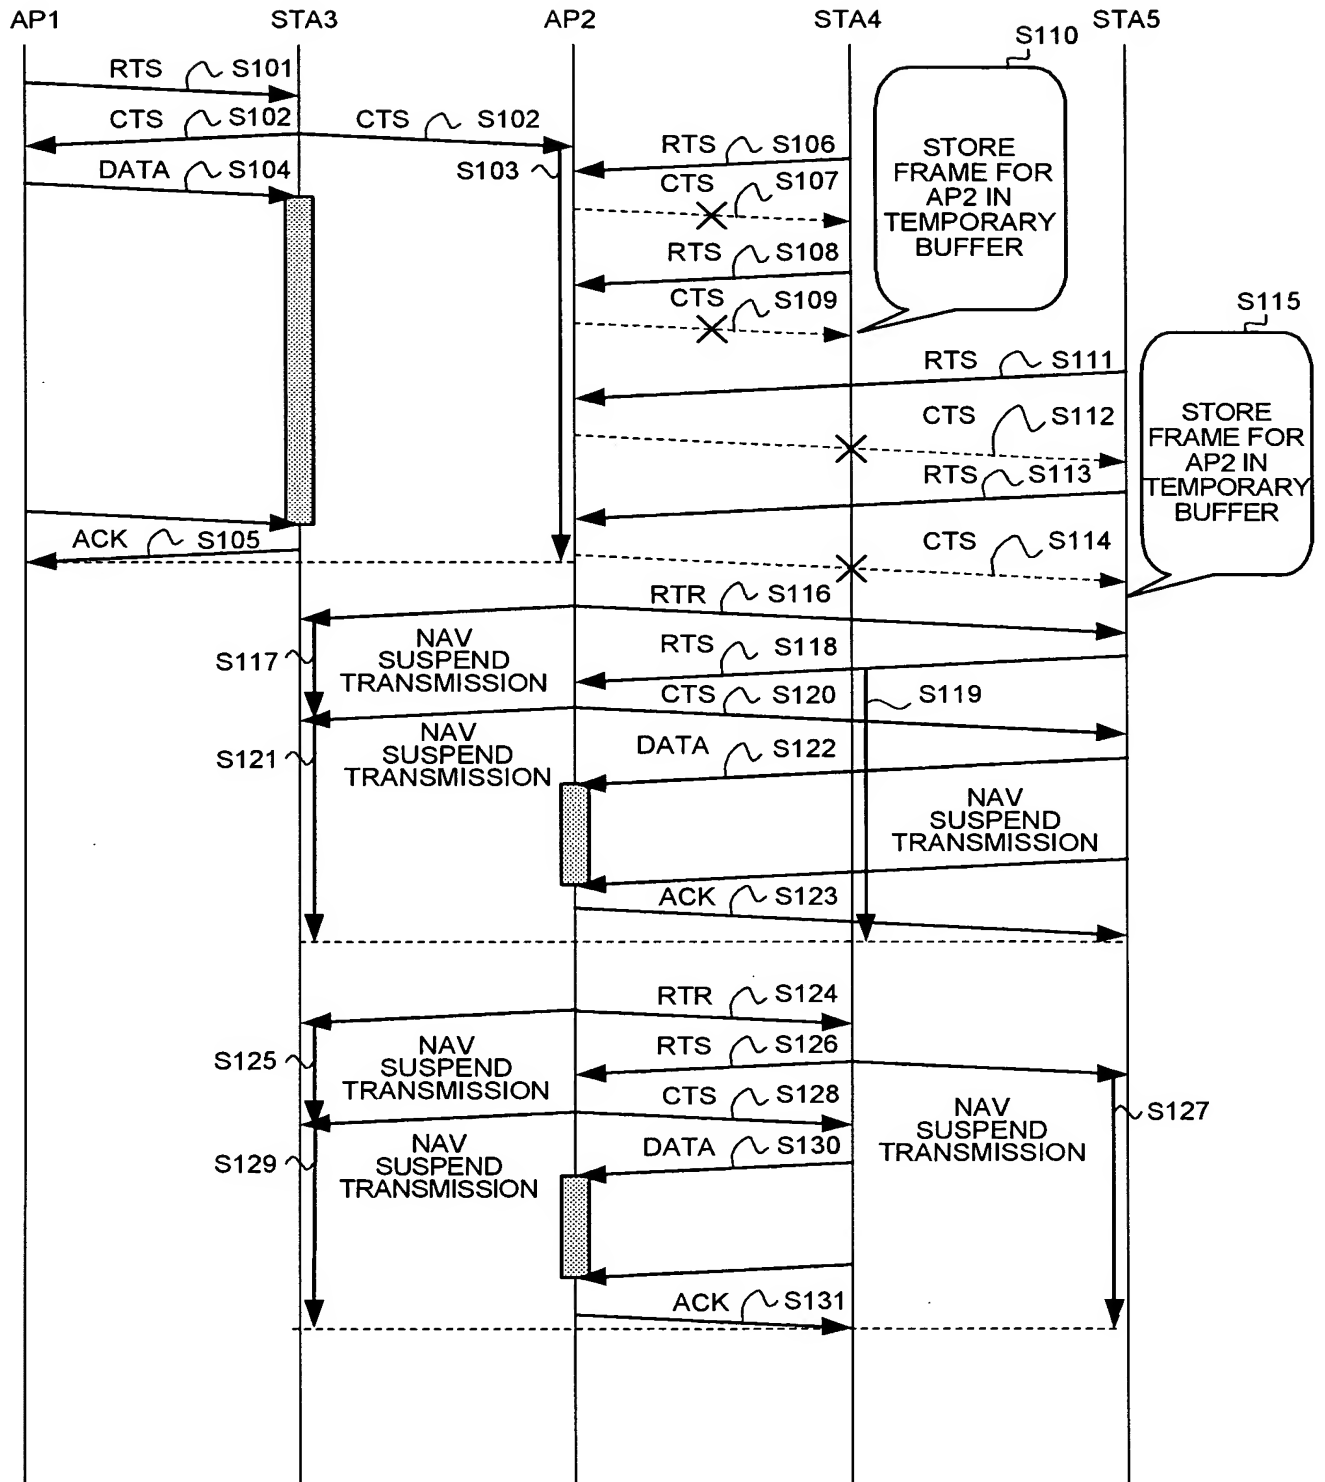 AP1 STA3 AP2 STA4 STA5
S110
RTS S101
CTS S102 CTS S102
RTS S106
STORE
FRAME FOR
AP2 IN
TEMPORARY
BUFFER
DATA S104
S103
CTS S107
RTS S108
CTS S109
S115
RTS S111
STORE
FRAME FOR
AP2 IN
TEMPORARY
BUFFER
CTS S112
RTS S113
ACK S105
CTS S114
RTR S116
S117
NAV
SUSPEND
TRANSMISSION
RTS S118
CTS S120
S119
S121
NAV
SUSPEND
TRANSMISSION
DATA S122
NAV
SUSPEND
TRANSMISSION
ACK S123
RTR S124
S125
NAV
SUSPEND
TRANSMISSION
RTS S126
CTS S128
NAV
SUSPEND
TRANSMISSION
S127
S129
NAV
SUSPEND
TRANSMISSION
DATA S130
ACK S131